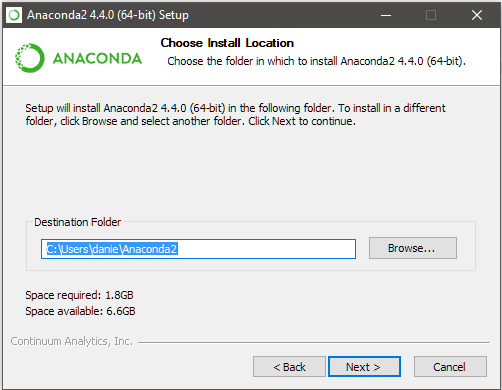 Anaconda2 4.4.0 (64-bit) Setup
Choose Install Location
Choose the folder in which to install Anaconda2 4.4.0 (64-bit).
ANACONDA
Setup will install Anaconda2 4.4.0 (64-bit) in the following folder. To install in a different
folder, click Browse and select another folder. Click Next to continue.
Destination Folder
C:\Users\danie\Anaconda2
Browse...
Space required: 1.8GB
Space available: 6.6GB
Continuum Analytics, Inc.
< Back
Next >
Cancel